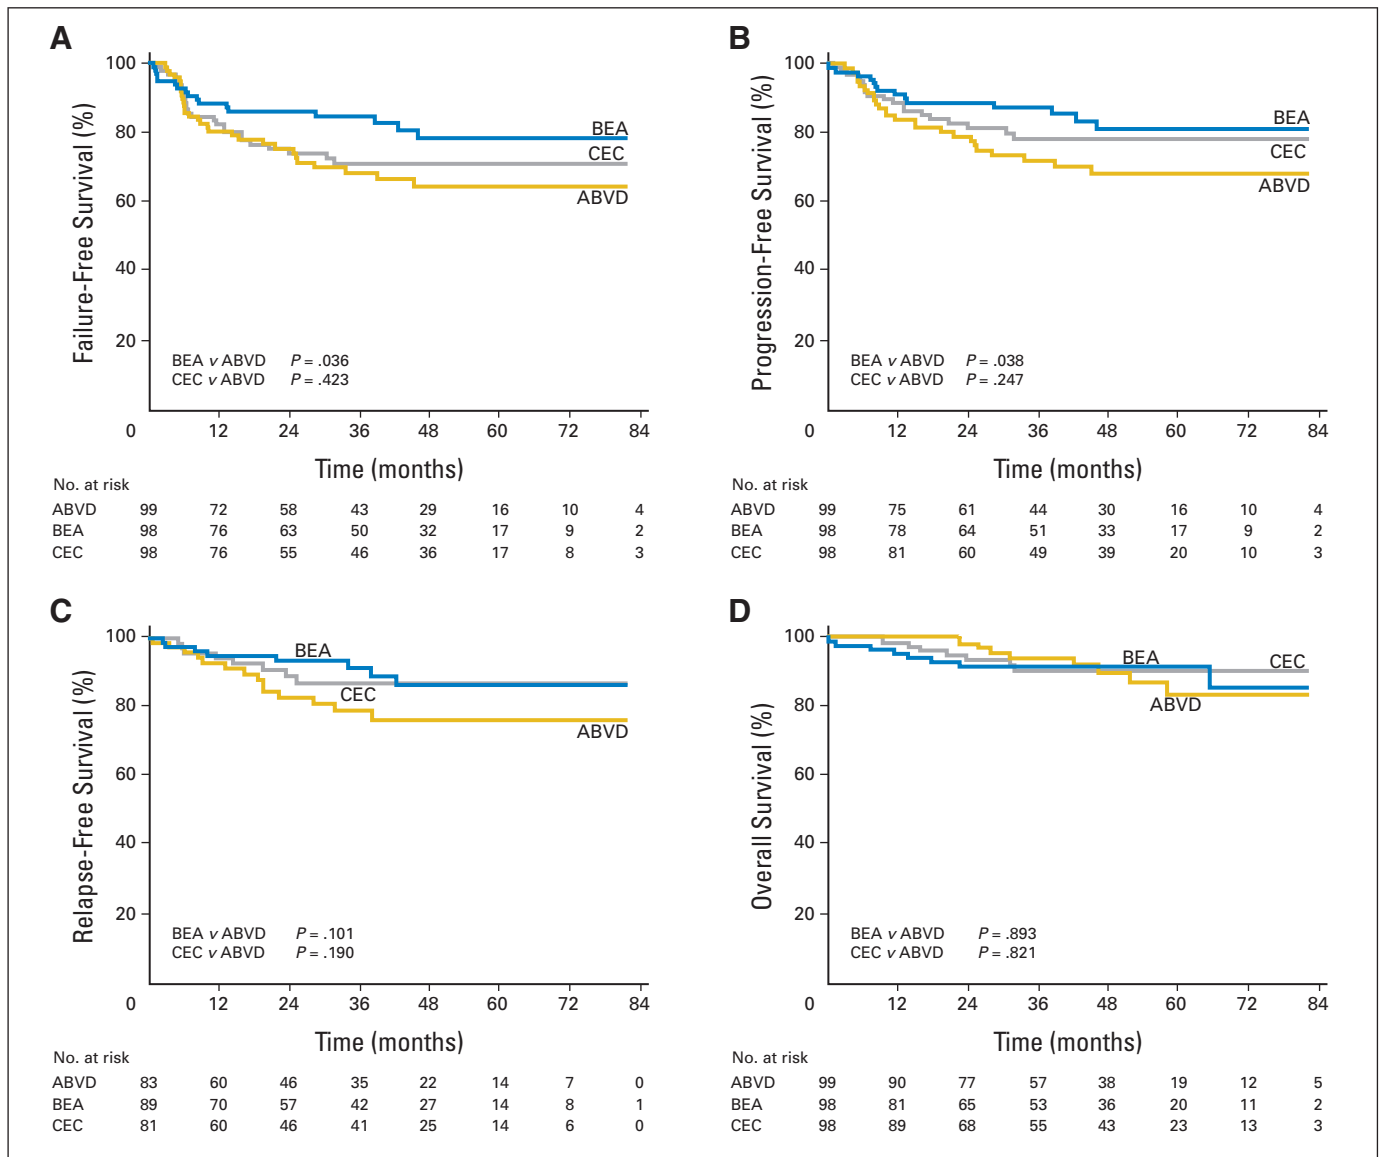 A
Failure-Free Survival (%)
100
80
60
40
20
0
BEA
CEC
ABVD
BEA v ABVD P = .036
CEC v ABVD P = .423
12 24 36 48 60 72 84
Time (months)
No. at risk
ABVD 99 72 58 43 29 16 10 4
BEA 98 76 63 50 32 17 9 2
CEC 98 76 55 46 36 17 8 3
B
Progression-Free Survival (%)
100
80
60
40
20
0
BEA
CEC
ABVD
BEA v ABVD P = .038
CEC v ABVD P = .247
12 24 36 48 60 72 84
Time (months)
No. at risk
ABVD 99 75 61 44 30 16 10 4
BEA 98 78 64 51 33 17 9 2
CEC 98 81 60 49 39 20 10 3
C
Relapse-Free Survival (%)
100
80
60
40
20
0
BEA
CEC
ABVD
BEA v ABVD P = .101
CEC v ABVD P = .190
12 24 36 48 60 72 84
Time (months)
No. at risk
ABVD 83 60 46 35 22 14 7 0
BEA 89 70 57 42 27 14 8 1
CEC 81 60 46 41 25 14 6 0
D
Overall Survival (%)
100
80
60
40
20
0
BEA
CEC
ABVD
BEA v ABVD P = .893
CEC v ABVD P = .821
12 24 36 48 60 72 84
Time (months)
No. at risk
ABVD 99 90 77 57 38 19 12 5
BEA 98 81 65 53 36 20 11 2
CEC 98 89 68 55 43 23 13 3